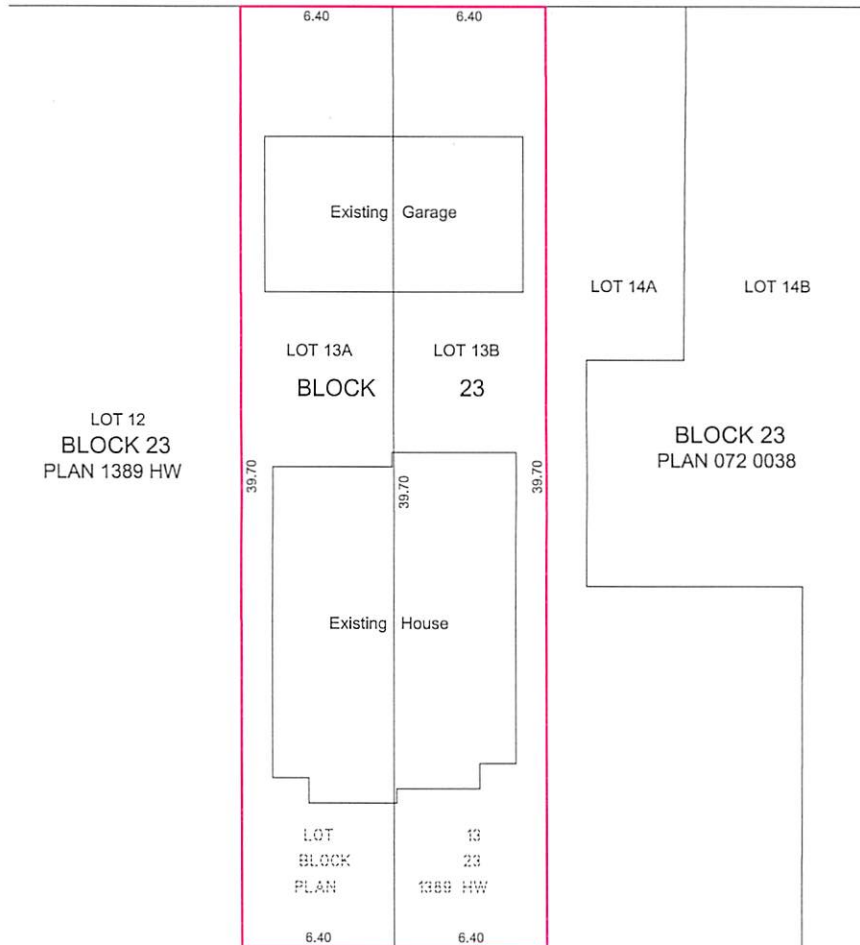 6.40 6.40
Existing Garage
LOT 14A LOT 14B
LOT 13A LOT 13B
BLOCK 23
LOT 12
BLOCK 23
PLAN 1389 HW
BLOCK 23
PLAN 072 0038
39.70 39.70 39.70
Existing House
LOT 13
BLOCK 23
PLAN 1389 HW
6.40 6.40